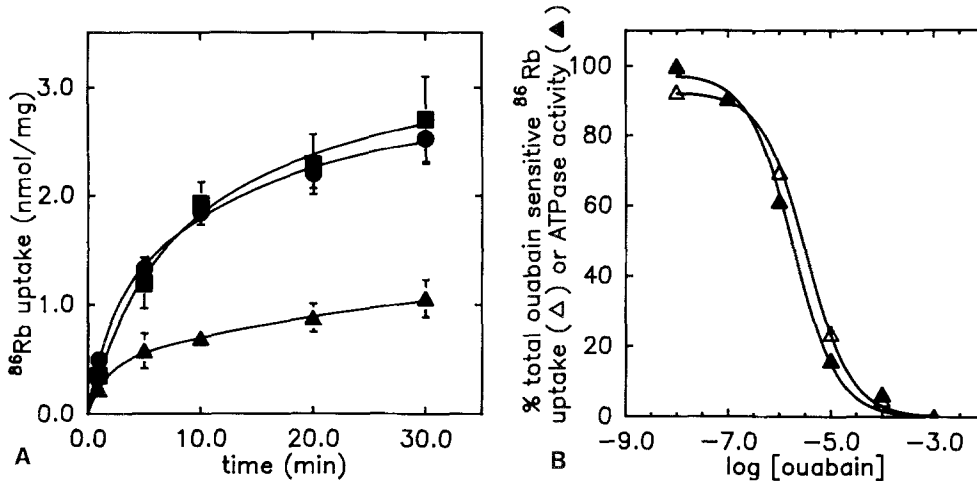 ⁸⁶Rb uptake (nmol/mg)
3.0
2.0
1.0
0.0
0.0 10.0 20.0 30.0
time (min)
A
% total ouabain sensitive ⁸⁶Rb
uptake (△) or ATPase activity (▲)
100
80
60
40
20
0
−9.0 −7.0 −5.0 −3.0
log [ouabain]
B